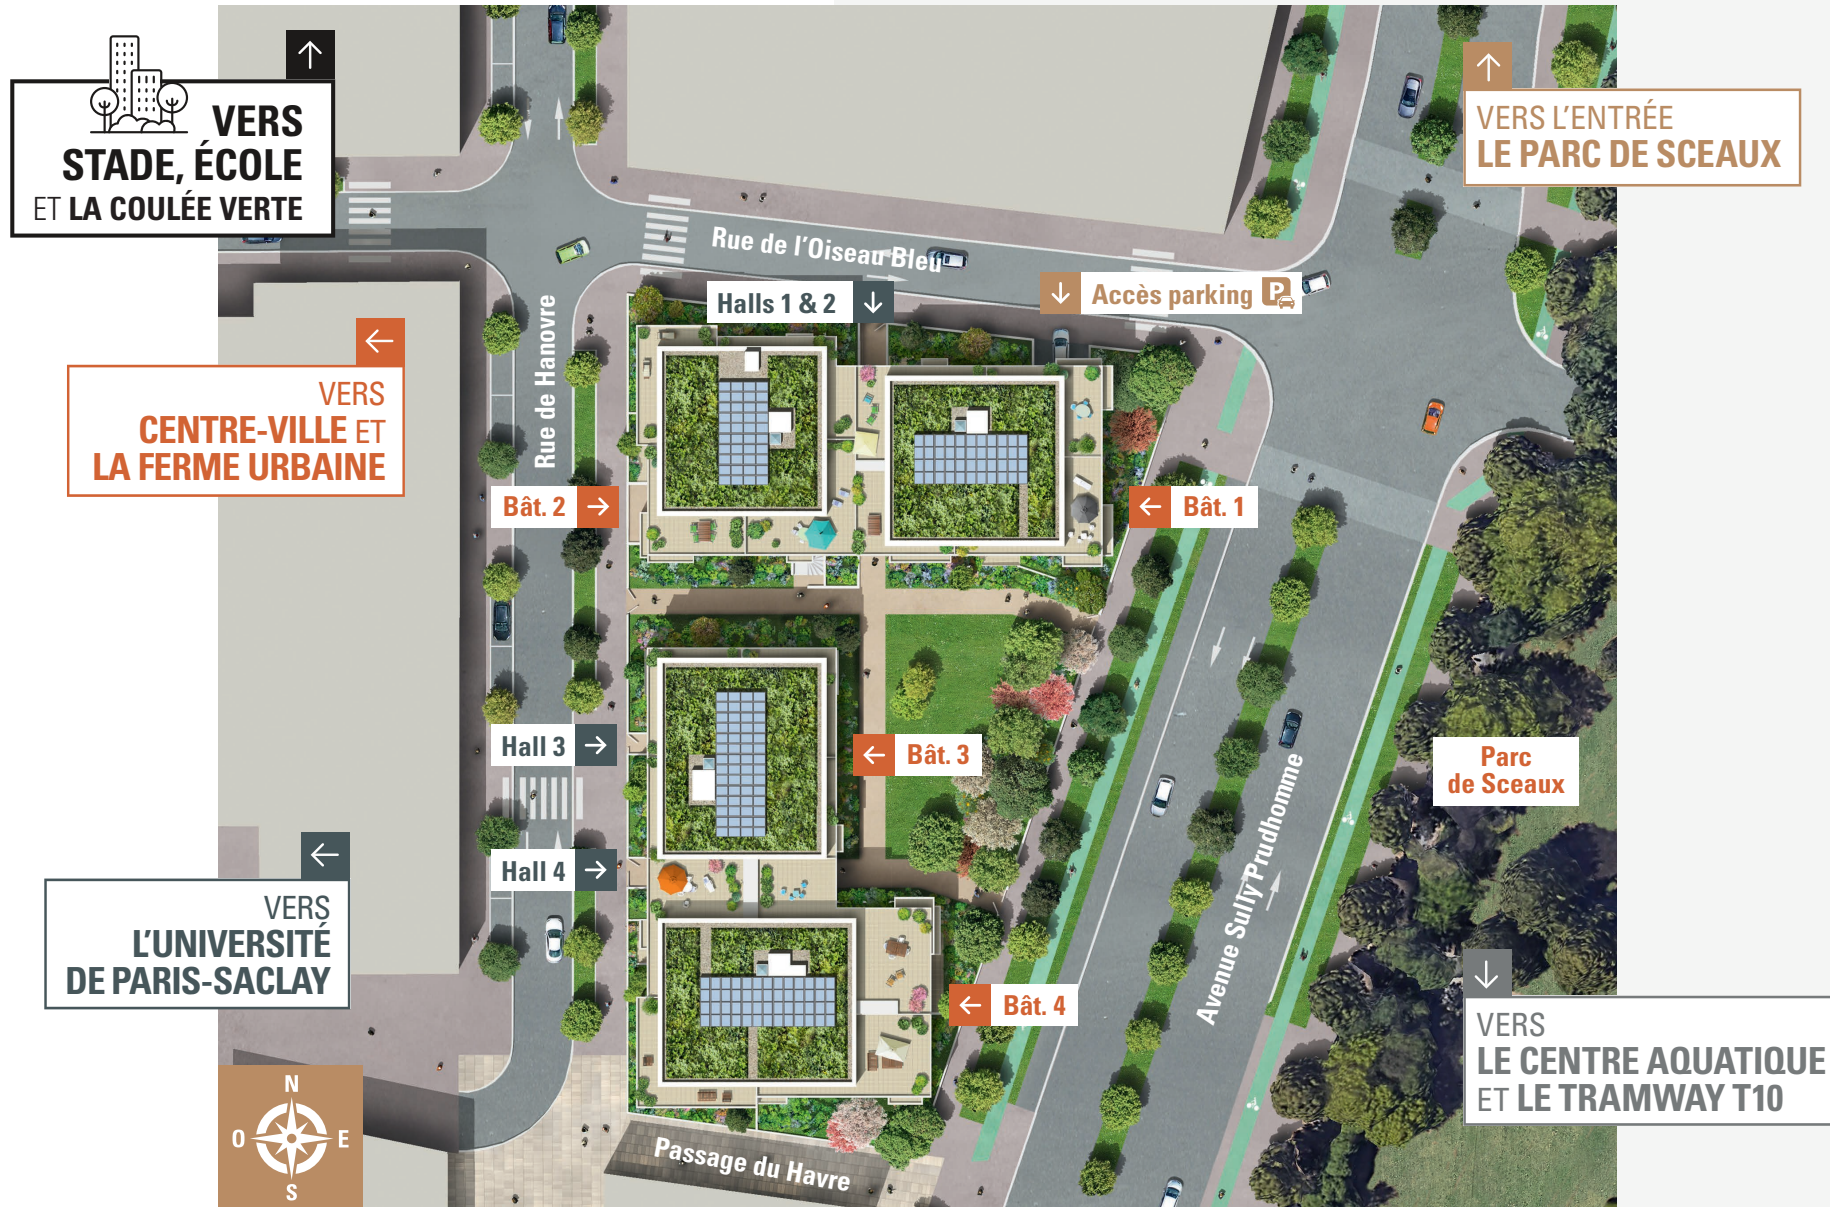 VERS
STADE, ÉCOLE
ET LA COULÉE VERTE
VERS L'ENTRÉE
LE PARC DE SCEAUX
Rue de l'Oiseau Bleu
Halls 1 & 2
Accès parking P
Rue de Hanovre
VERS
CENTRE-VILLE ET
LA FERME URBAINE
Bât. 2
Bât. 1
Hall 3
Bât. 3
Parc
de Sceaux
Hall 4
Avenue Sully Prudhomme
VERS
L'UNIVERSITÉ
DE PARIS-SACLAY
Bât. 4
VERS
LE CENTRE AQUATIQUE
ET LE TRAMWAY T10
N
O E
S
Passage du Havre